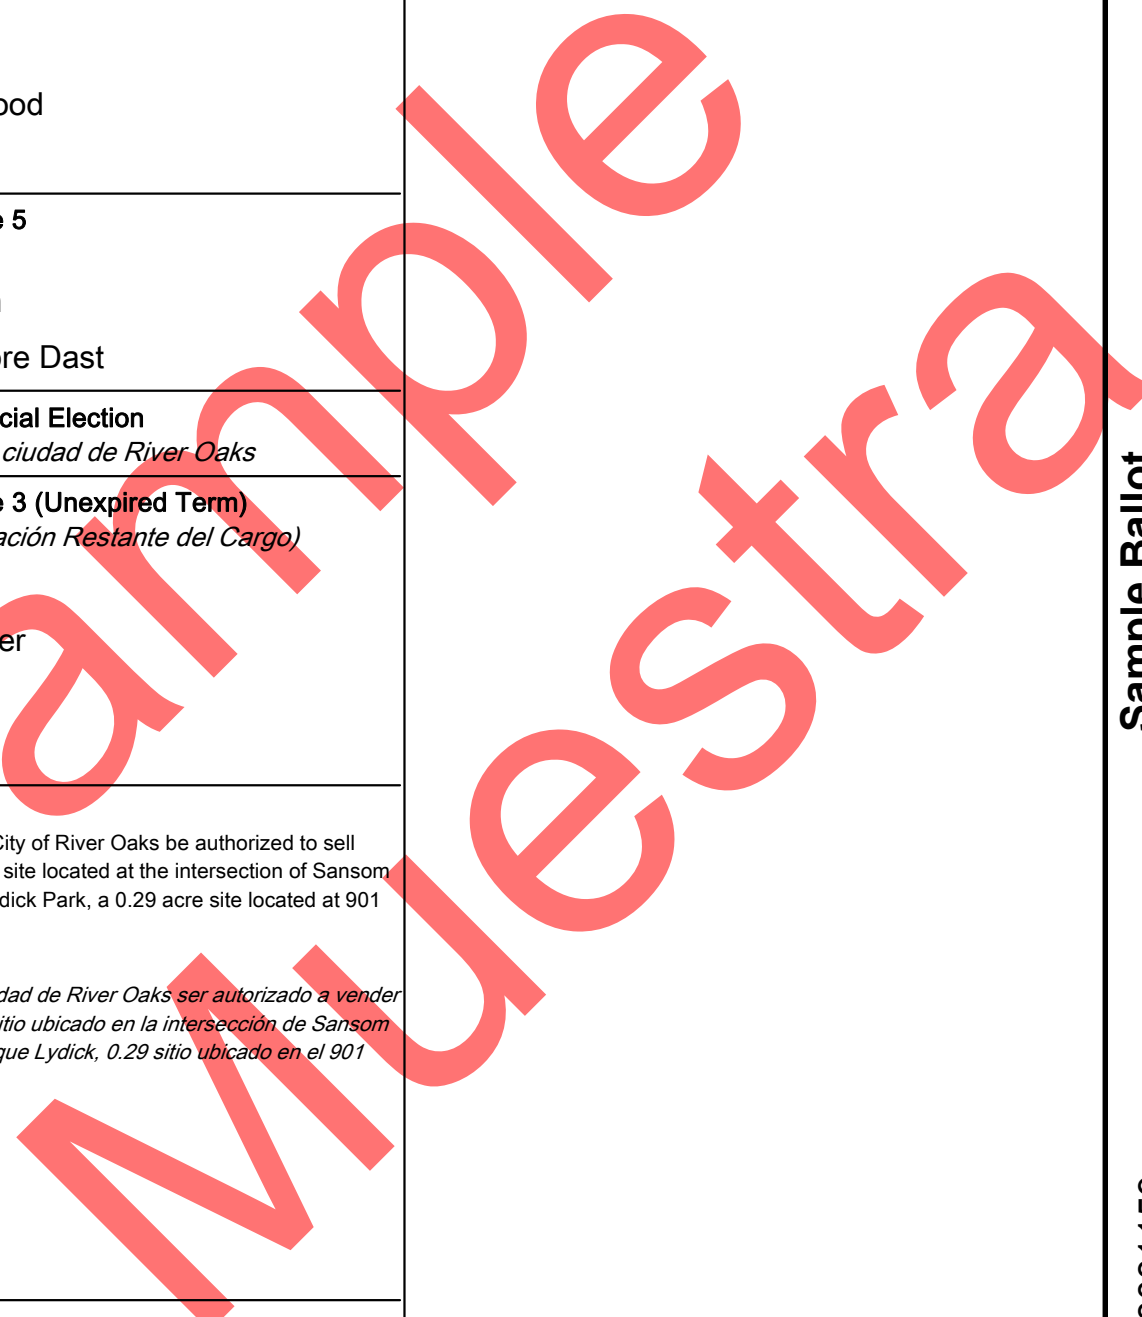 5
re Dast
cial Election
ciudad de River Oaks
3 (Unexpired Term)
ación Restante del Cargo)
er
City of River Oaks be authorized to sell
site located at the intersection of Sansom
dick Park, a 0.29 acre site located at 901
dad de River Oaks ser autorizado a vender
itio ubicado en la intersección de Sansom
que Lydick, 0.29 sitio ubicado en el 901
ample
Muestra
Sample Ballot